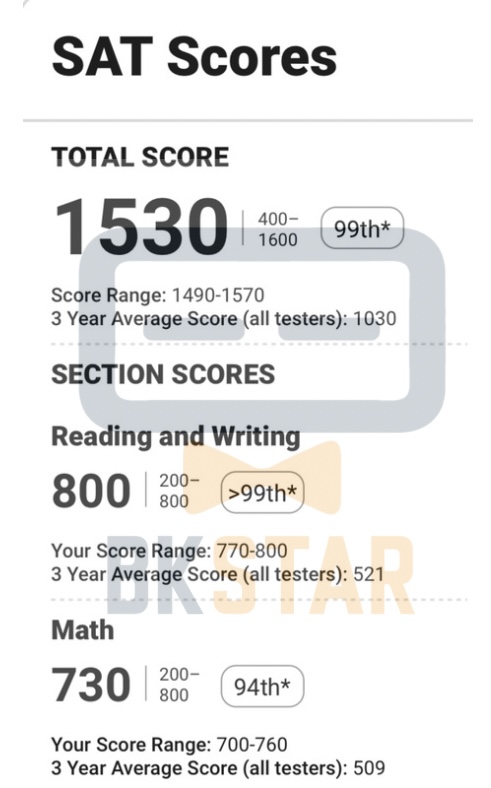 SAT Scores
TOTAL SCORE
1530
400–
1600
99th*
Score Range: 1490-1570
3 Year Average Score (all testers): 1030
SECTION SCORES
Reading and Writing
800
200–
800
>99th*
Your Score Range: 770-800
3 Year Average Score (all testers): 521
BKSTAR
Math
730
200–
800
94th*
Your Score Range: 700-760
3 Year Average Score (all testers): 509